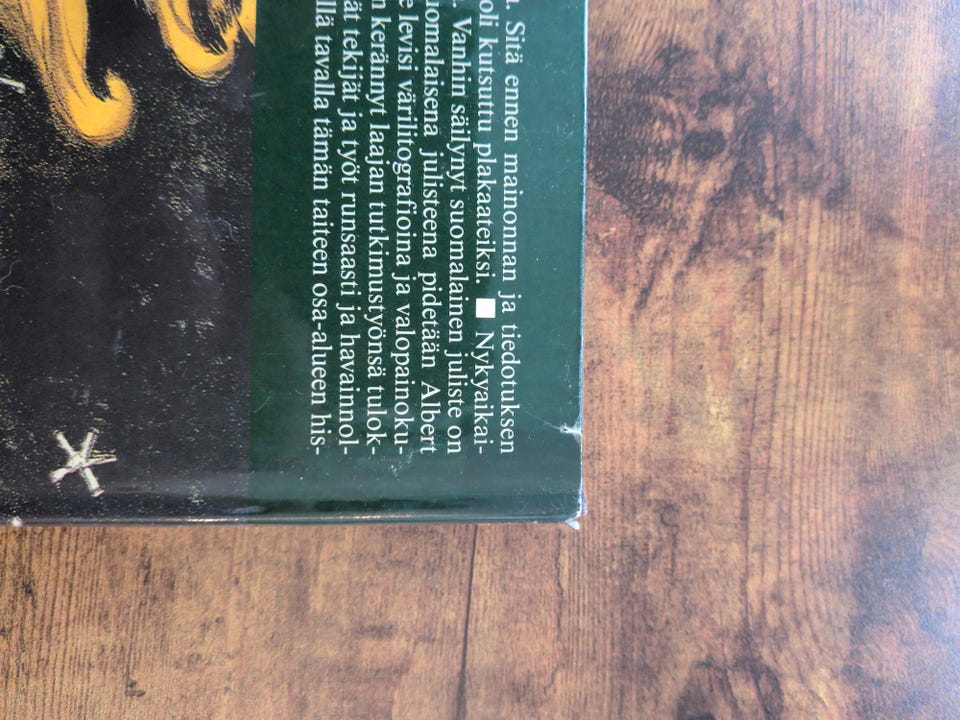 . Sitä ennen mainonnan ja tiedotuksen
oli kutsuttu plakaateiksi. ■ Nykyaikai-
. Vanhin säilynyt suomalainen juliste on
uomalaisena julisteena pidetään Albert
e levisi värilitografioina ja valopainoku-
n kerännyt laajan tutkimustyönsä tulok-
ät tekijät ja työt runsaasti ja havainnol-
llä tavalla tämän taiteen osa-alueen his-